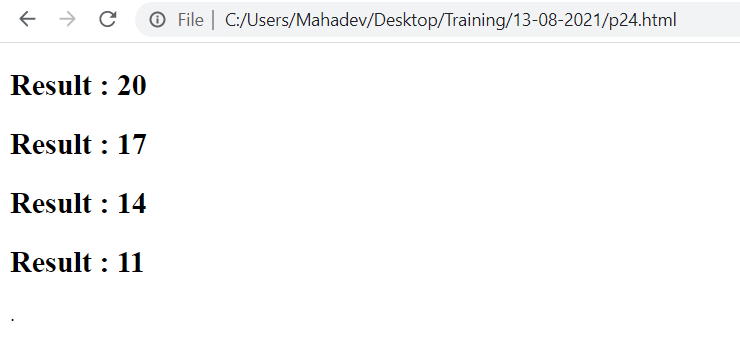 File | C:/Users/Mahadev/Desktop/Training/13-08-2021/p24.html
Result : 20
Result : 17
Result : 14
Result : 11
.